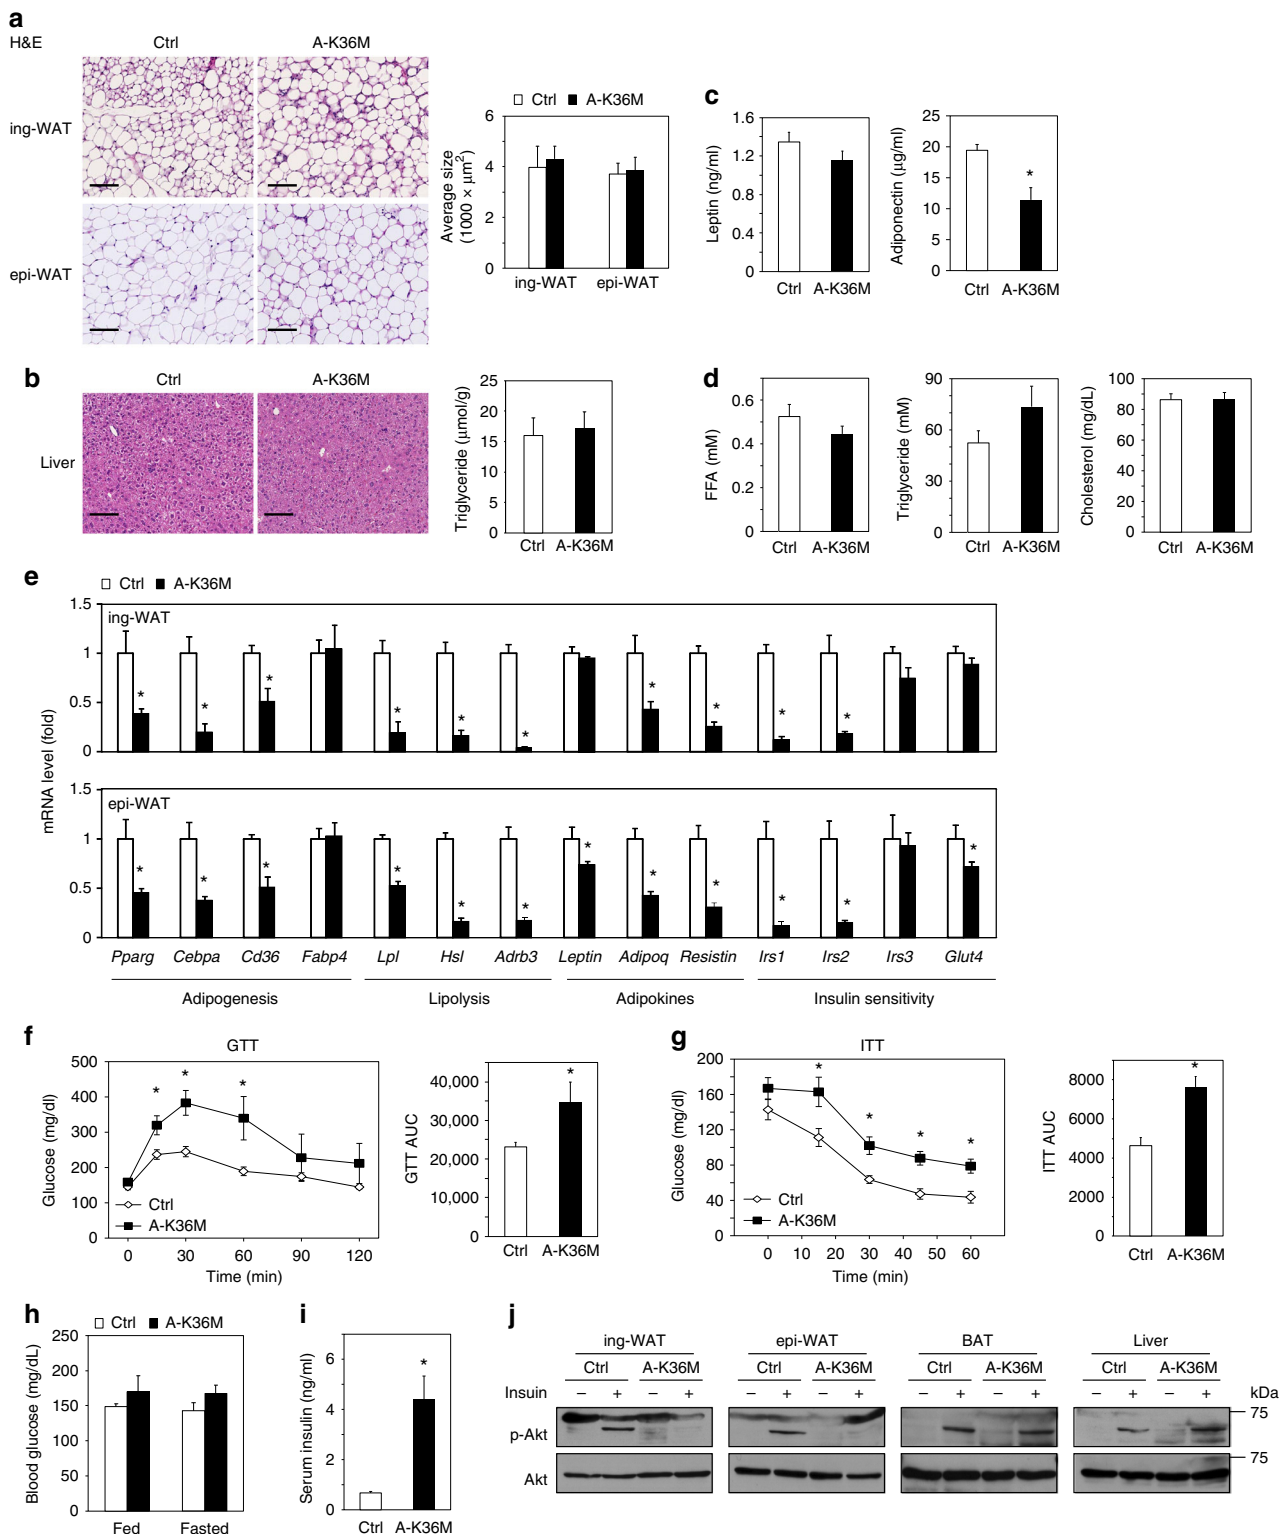 a
H&E
Ctrl A-K36M
ing-WAT
epi-WAT
Ctrl A-K36M
Average size
(1000 × μm²)
6
4
2
0
ing-WAT epi-WAT
c
Leptin (ng/ml)
1.6
1.2
0.8
0.4
0
Ctrl A-K36M
Adiponectin (μg/ml)
25
20
15
10
5
0
*
Ctrl A-K36M
b
Ctrl A-K36M
Liver
Triglyceride (μmol/g)
25
20
15
10
5
0
Ctrl A-K36M
d
FFA (mM)
0.6
0.4
0.2
0
Ctrl A-K36M
Triglyceride (mM)
90
60
30
0
Ctrl A-K36M
Cholesterol (mg/dL)
100
80
60
40
20
0
Ctrl A-K36M
e
Ctrl A-K36M
mRNA level (fold)
1.5
1
0.5
0
ing-WAT
* * * * * * * * * *
1.5
1
0.5
0
epi-WAT
* * * * * * * * * * * *
Pparg Cebpa Cd36 Fabp4 Lpl Hsl Adrb3 Leptin Adipoq Resistin Irs1 Irs2 Irs3 Glut4
Adipogenesis Lipolysis Adipokines Insulin sensitivity
f
GTT
Glucose (mg/dl)
500
400
300
200
100
0
* * *
Ctrl
A-K36M
0 30 60 90 120
Time (min)
GTT AUC
40,000
30,000
20,000
10,000
0
*
Ctrl A-K36M
g
ITT
Glucose (mg/dl)
200
160
120
80
40
0
* * * *
Ctrl
A-K36M
0 10 20 30 40 50 60
Time (min)
ITT AUC
8000
6000
4000
2000
0
*
Ctrl A-K36M
h
Ctrl A-K36M
Blood glucose (mg/dL)
250
200
150
100
50
0
Fed Fasted
i
Serum insulin (ng/ml)
6
4
2
0
*
Ctrl A-K36M
j
ing-WAT epi-WAT BAT Liver
Ctrl A-K36M Ctrl A-K36M Ctrl A-K36M Ctrl A-K36M
Insuin − + − + − + − + − + − + − + − + kDa
p-Akt
75
Akt
75